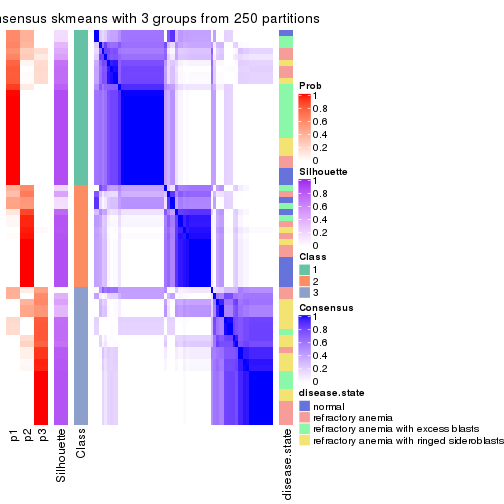 nsensus skmeans with 3 groups from 250 partitions
Prob
1
0.8
0.6
0.4
0.2
0
Silhouette
1
0.8
0.6
0.4
0.2
0
Class
1
2
3
Consensus
1
0.8
0.6
0.4
0.2
0
disease.state
normal
refractory anemia
refractory anemia with excess blasts
refractory anemia with ringed sideroblasts
p1
p2
p3
Silhouette
Class
disease.state